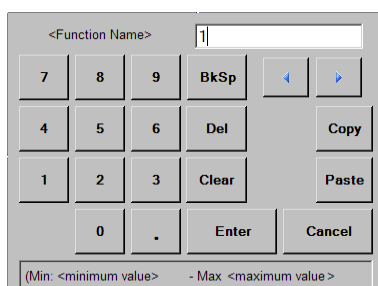 <Function Name> 1
7 8 9 BkSp
4 5 6 Del Copy
1 2 3 Clear Paste
0 . Enter Cancel
(Min: <minimum value> - Max <maximum value>